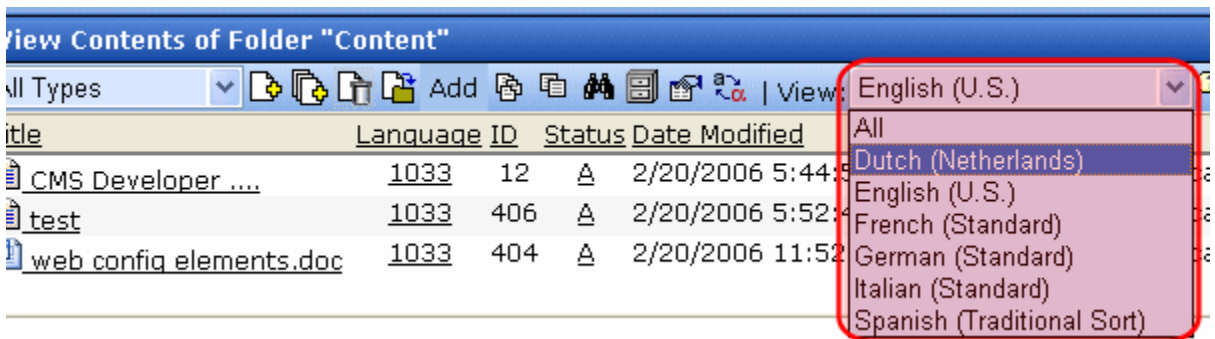 View Contents of Folder "Content"
All Types Add | View: English (U.S.)
Title Language ID Status Date Modified
CMS Developer .... 1033 12 A 2/20/2006 5:44:
test 1033 406 A 2/20/2006 5:52:
web config elements.doc 1033 404 A 2/20/2006 11:52
All
Dutch (Netherlands)
English (U.S.)
French (Standard)
German (Standard)
Italian (Standard)
Spanish (Traditional Sort)